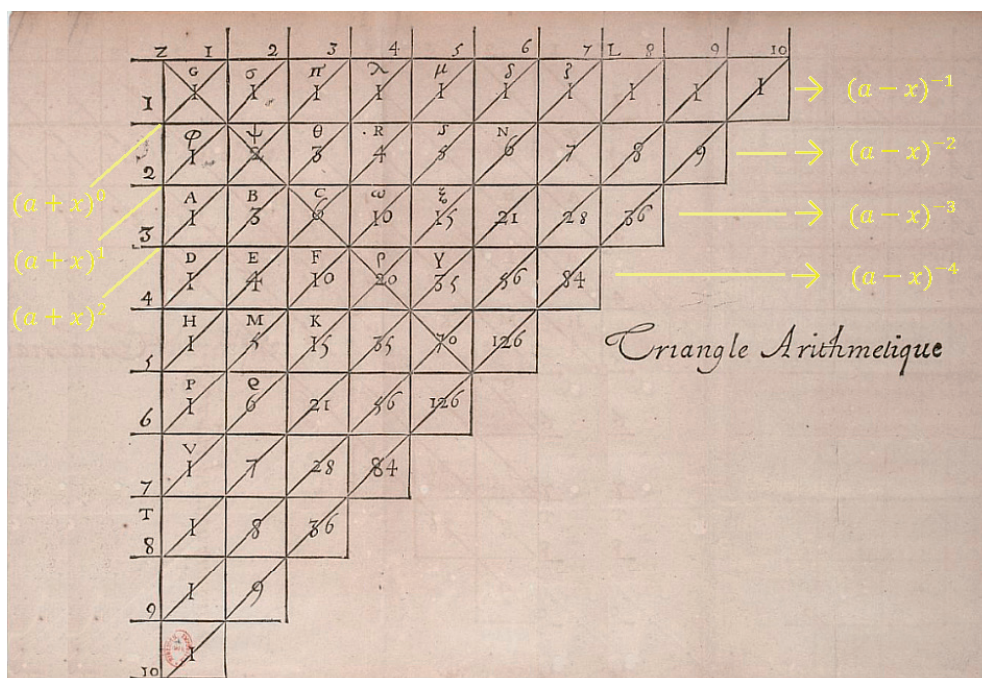 Z 1 2 3 4 5 6 7 L 8 9 10
G σ π λ μ δ ζ
1 1 1 1 1 1 1 1 1 1 1 → (a − x)⁻¹
φ ψ θ R S N
2 1 2 3 4 5 6 7 8 9 → (a − x)⁻²
(a + x)⁰
A B C ω ξ
3 1 3 6 10 15 21 28 36 → (a − x)⁻³
(a + x)¹
D E F ρ Y
4 1 4 10 20 35 56 84 → (a − x)⁻⁴
(a + x)²
H M K
5 1 5 15 35 70 126
Triangle Arithmetique
P Q
6 1 6 21 56 126
V
7 1 7 28 84
T
8 1 8 36
9 1 9
10 1